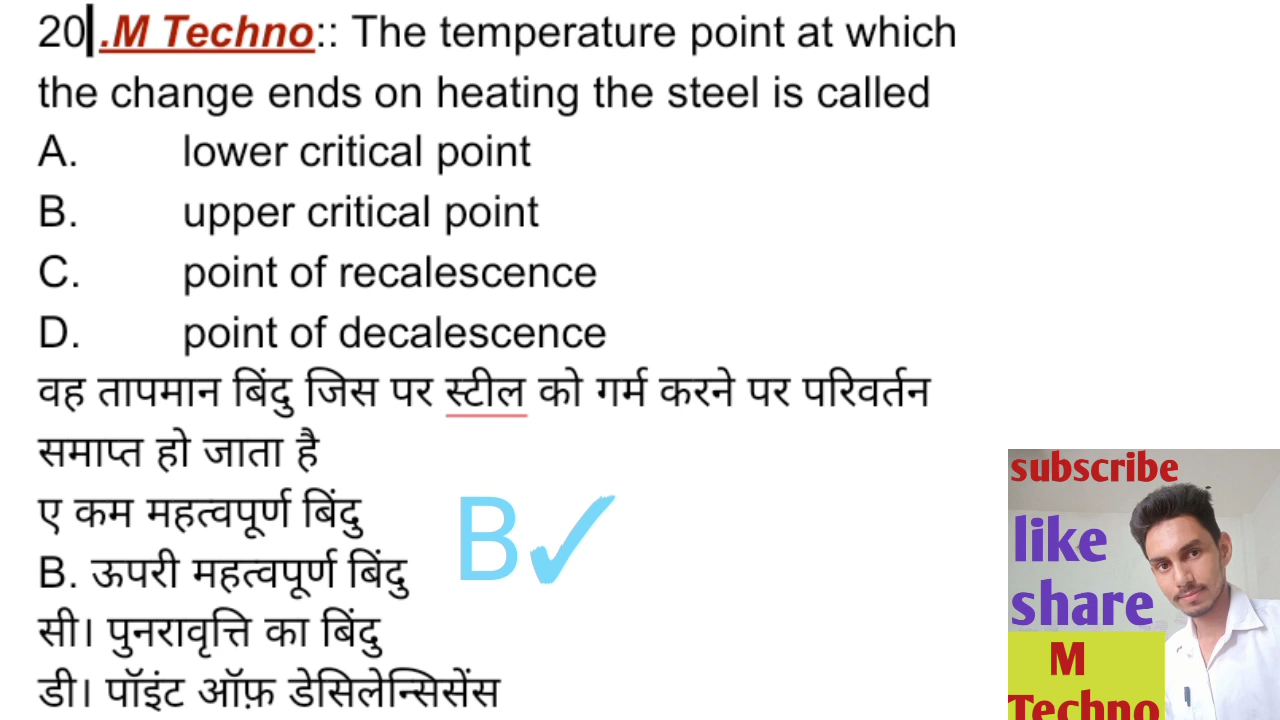 20.M Techno:: The temperature point at which
the change ends on heating the steel is called
A. lower critical point
B. upper critical point
C. point of recalescence
D. point of decalescence
वह तापमान बिंदु जिस पर स्टील को गर्म करने पर परिवर्तन
समाप्त हो जाता है
ए कम महत्वपूर्ण बिंदु
B. ऊपरी महत्वपूर्ण बिंदु
सी। पुनरावृत्ति का बिंदु
डी। पॉइंट ऑफ़ डेसिलेन्सिसेंस
B✓
subscribe
like
share
M
Techno